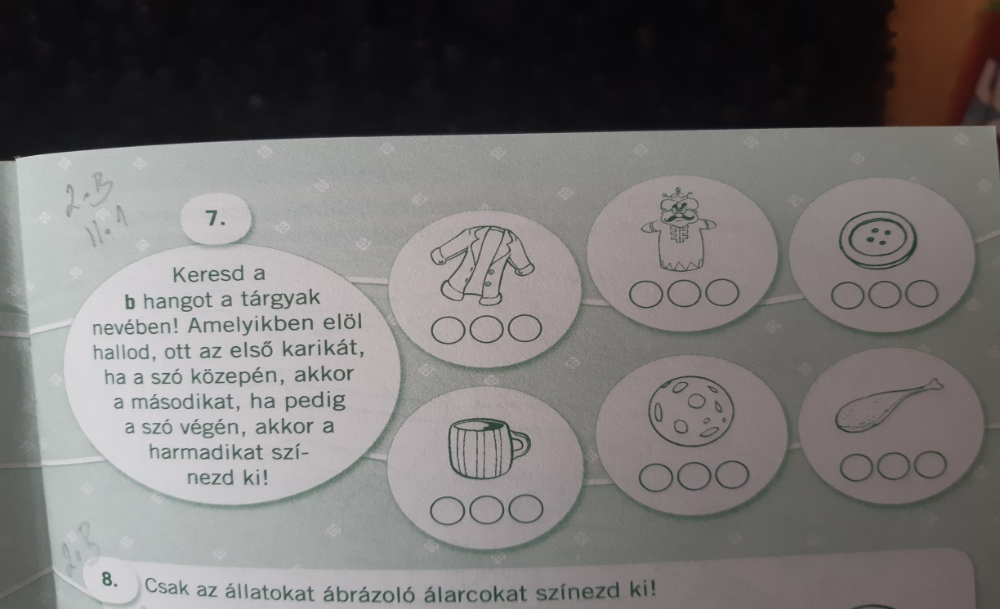 2.B
11.1
7.
Keresd a
b hangot a tárgyak
nevében! Amelyikben elöl
hallod, ott az első karikát,
ha a szó közepén, akkor
a másodikat, ha pedig
a szó végén, akkor a
harmadikat szí-
nezd ki!
2.B
8. Csak az állatokat ábrázoló álarcokat színezd ki!